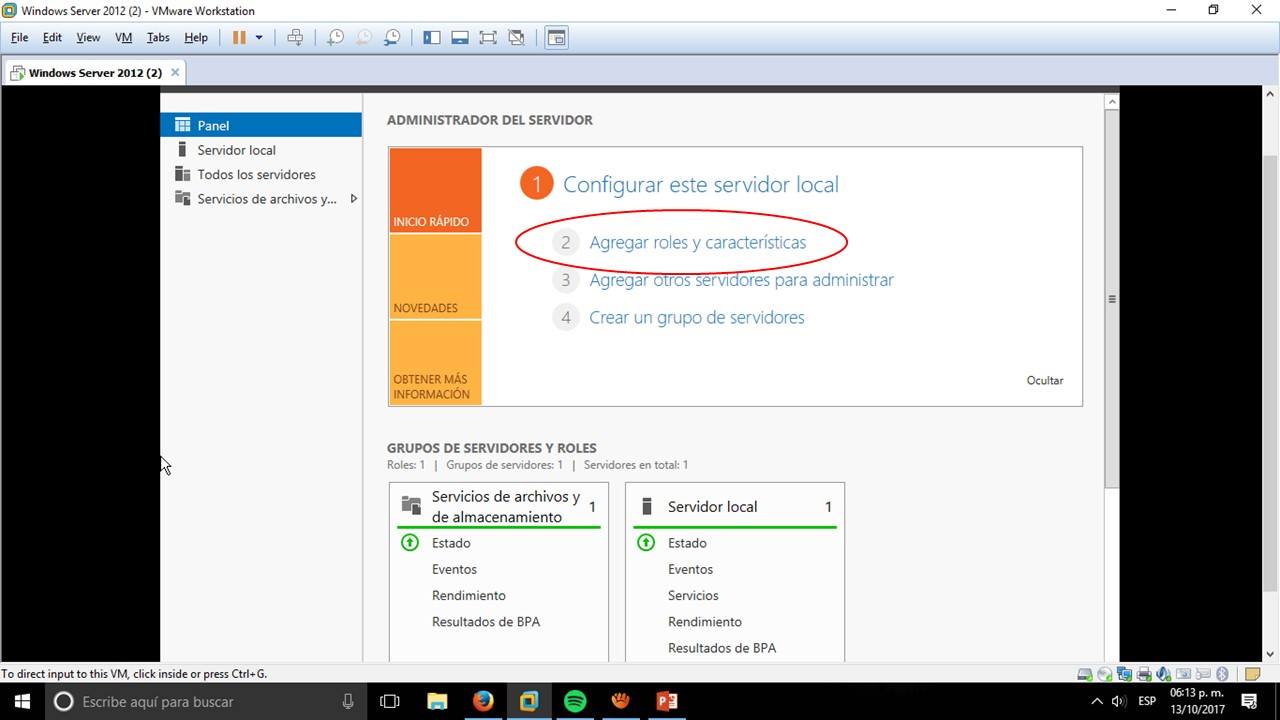 Windows Server 2012 (2) - VMware Workstation
File Edit View VM Tabs Help
Windows Server 2012 (2)
Panel
Servidor local
Todos los servidores
Servicios de archivos y...
ADMINISTRADOR DEL SERVIDOR
INICIO RÁPIDO
NOVEDADES
OBTENER MÁS
INFORMACIÓN
1 Configurar este servidor local
2 Agregar roles y características
3 Agregar otros servidores para administrar
4 Crear un grupo de servidores
Ocultar
GRUPOS DE SERVIDORES Y ROLES
Roles: 1 | Grupos de servidores: 1 | Servidores en total: 1
Servicios de archivos y
de almacenamiento 1
Estado
Eventos
Rendimiento
Resultados de BPA
Servidor local 1
Estado
Eventos
Servicios
Rendimiento
Resultados de BPA
To direct input to this VM, click inside or press Ctrl+G.
Escribe aquí para buscar
ESP
06:13 p. m.
13/10/2017